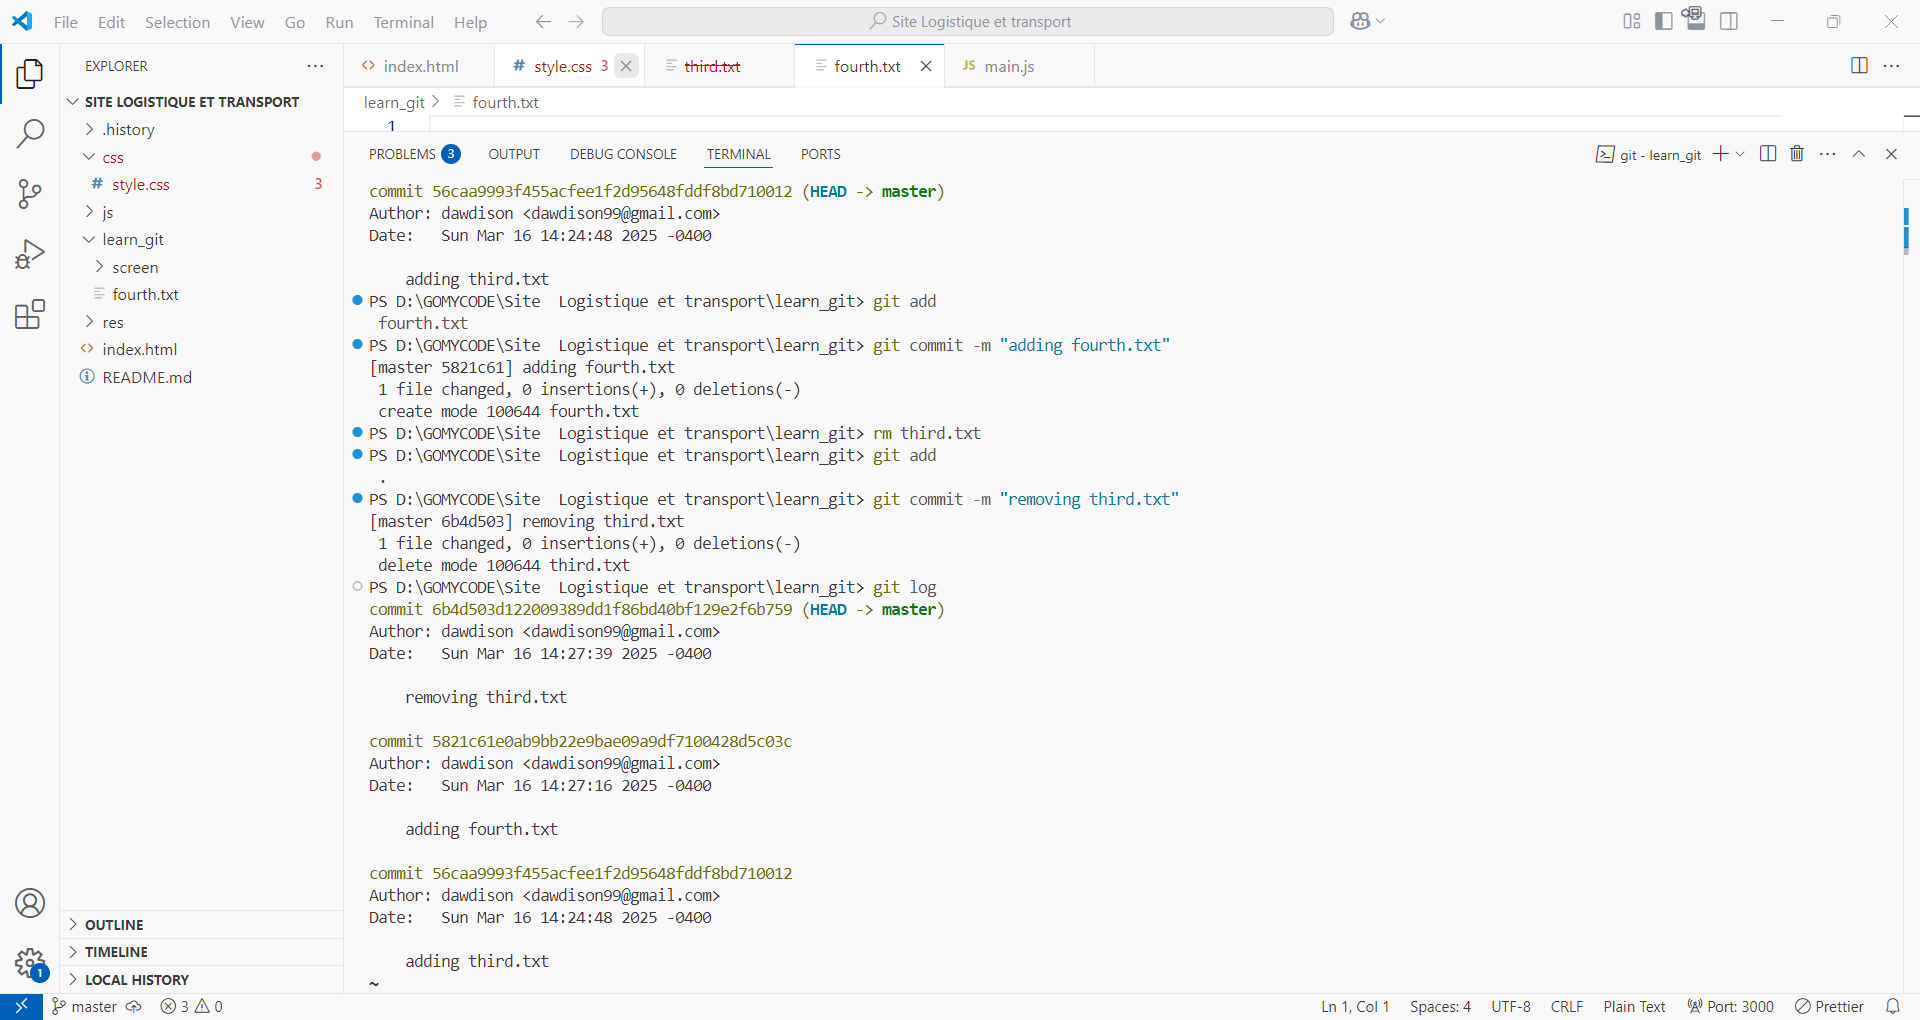 File Edit Selection View Go Run Terminal Help
Site Logistique et transport
EXPLORER
SITE LOGISTIQUE ET TRANSPORT
.history
css
# style.css 3
js
learn_git
screen
fourth.txt
res
<> index.html
README.md
OUTLINE
TIMELINE
LOCAL HISTORY
1
<> index.html
# style.css 3
third.txt
fourth.txt
JS main.js
learn_git > fourth.txt
1
PROBLEMS 3 OUTPUT DEBUG CONSOLE TERMINAL PORTS
git - learn_git
commit 56caa9993f455acfee1f2d95648fddf8bd710012 (HEAD -> master)
Author: dawdison <dawdison99@gmail.com>
Date:   Sun Mar 16 14:24:48 2025 -0400
adding third.txt
PS D:\GOMYCODE\Site  Logistique et transport\learn_git> git add
fourth.txt
PS D:\GOMYCODE\Site  Logistique et transport\learn_git> git commit -m "adding fourth.txt"
[master 5821c61] adding fourth.txt
1 file changed, 0 insertions(+), 0 deletions(-)
create mode 100644 fourth.txt
PS D:\GOMYCODE\Site  Logistique et transport\learn_git> rm third.txt
PS D:\GOMYCODE\Site  Logistique et transport\learn_git> git add
.
PS D:\GOMYCODE\Site  Logistique et transport\learn_git> git commit -m "removing third.txt"
[master 6b4d503] removing third.txt
1 file changed, 0 insertions(+), 0 deletions(-)
delete mode 100644 third.txt
PS D:\GOMYCODE\Site  Logistique et transport\learn_git> git log
commit 6b4d503d122009389dd1f86bd40bf129e2f6b759 (HEAD -> master)
Author: dawdison <dawdison99@gmail.com>
Date:   Sun Mar 16 14:27:39 2025 -0400
removing third.txt
commit 5821c61e0ab9bb22e9bae09a9df7100428d5c03c
Author: dawdison <dawdison99@gmail.com>
Date:   Sun Mar 16 14:27:16 2025 -0400
adding fourth.txt
commit 56caa9993f455acfee1f2d95648fddf8bd710012
Author: dawdison <dawdison99@gmail.com>
Date:   Sun Mar 16 14:24:48 2025 -0400
adding third.txt
~
master 3 0
Ln 1, Col 1 Spaces: 4 UTF-8 CRLF Plain Text Port: 3000 Prettier